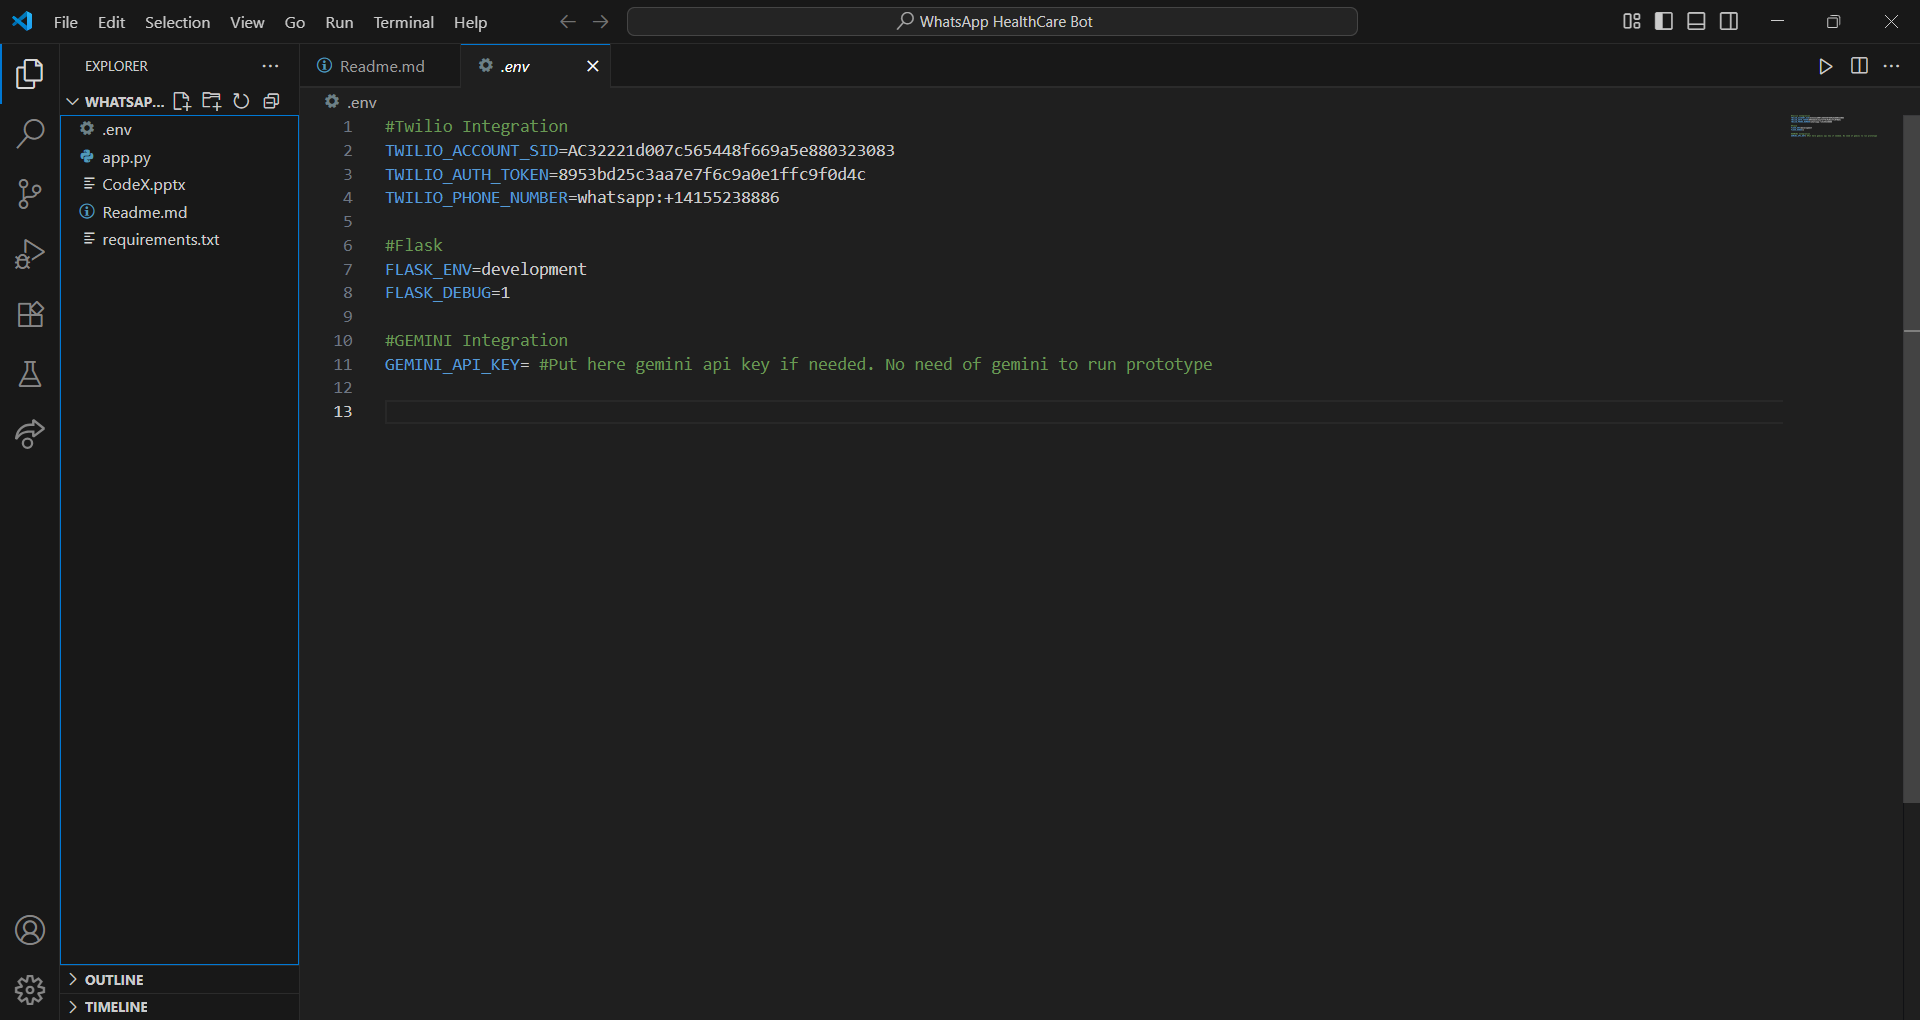 File Edit Selection View Go Run Terminal Help
WhatsApp HealthCare Bot
EXPLORER
WHATSAP...
.env
app.py
CodeX.pptx
Readme.md
requirements.txt
OUTLINE
TIMELINE
Readme.md
.env
.env
1 #Twilio Integration
2 TWILIO_ACCOUNT_SID=AC32221d007c565448f669a5e880323083
3 TWILIO_AUTH_TOKEN=8953bd25c3aa7e7f6c9a0e1ffc9f0d4c
4 TWILIO_PHONE_NUMBER=whatsapp:+14155238886
5
6 #Flask
7 FLASK_ENV=development
8 FLASK_DEBUG=1
9
10 #GEMINI Integration
11 GEMINI_API_KEY= #Put here gemini api key if needed. No need of gemini to run prototype
12
13